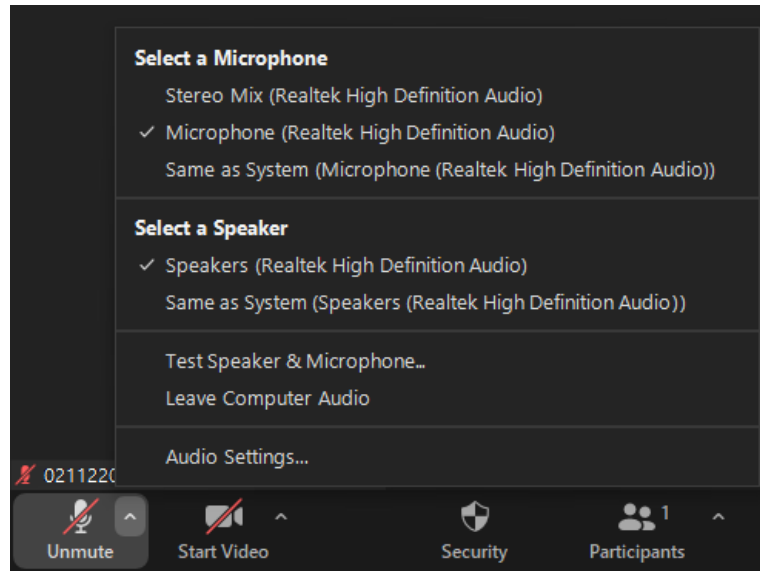 Select a Microphone
Stereo Mix (Realtek High Definition Audio)
Microphone (Realtek High Definition Audio)
Same as System (Microphone (Realtek High Definition Audio))
Select a Speaker
Speakers (Realtek High Definition Audio)
Same as System (Speakers (Realtek High Definition Audio))
Test Speaker & Microphone...
Leave Computer Audio
Audio Settings...
0211220
1
Unmute
Start Video
Security
Participants